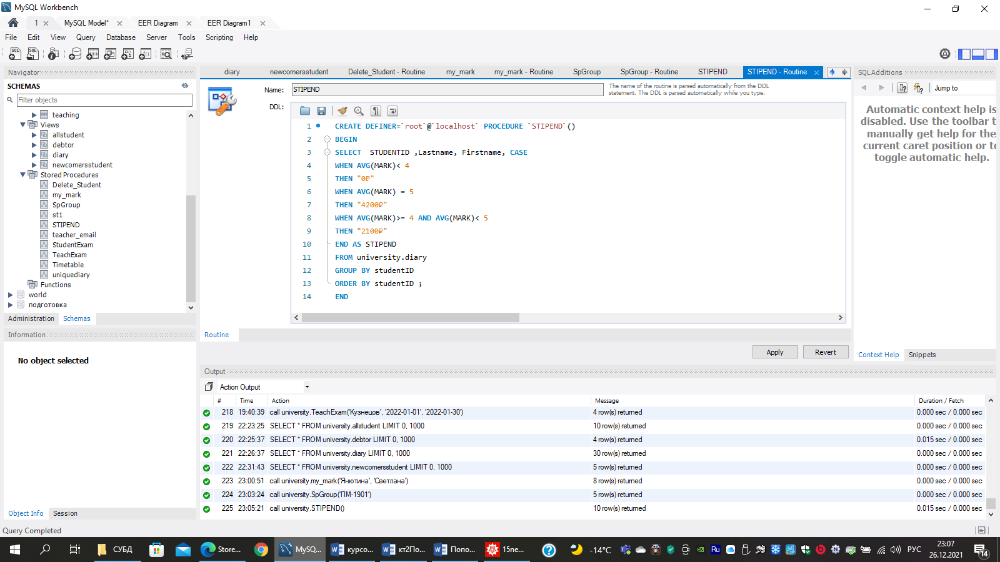 MySQL Workbench
1
MySQL Model*
EER Diagram
EER Diagram1
File Edit View Query Database Server Tools Scripting Help
Navigator
SCHEMAS
Filter objects
teaching
Views
allstudent
debtor
diary
newcomersstudent
Stored Procedures
Delete_Student
my_mark
SpGroup
st1
STIPEND
teacher_email
StudentExam
TeachExam
Timetable
uniquediary
Functions
world
подготовка
Administration Schemas
Information
No object selected
Object Info Session
diary newcomersstudent Delete_Student - Routine my_mark my_mark - Routine SpGroup SpGroup - Routine STIPEND STIPEND - Routine
Name: STIPEND
The name of the routine is parsed automatically from the DDL
statement. The DDL is parsed automatically while you type.
DDL:
1 CREATE DEFINER=`root`@`localhost` PROCEDURE `STIPEND`()
2 BEGIN
3 SELECT STUDENTID ,Lastname, Firstname, CASE
4 WHEN AVG(MARK)< 4
5 THEN "0₽"
6 WHEN AVG(MARK) = 5
7 THEN "4200₽"
8 WHEN AVG(MARK)>= 4 AND AVG(MARK)< 5
9 THEN "2100₽"
10 END AS STIPEND
11 FROM university.diary
12 GROUP BY studentID
13 ORDER BY studentID ;
14 END
Routine
Apply Revert
SQLAdditions
Jump to
Automatic context help is
disabled. Use the toolbar t
manually get help for the
current caret position or to
toggle automatic help.
Context Help Snippets
Output
Action Output
# Time Action Message Duration / Fetch
218 19:40:39 call university.TeachExam('Кузнецов', '2022-01-01', '2022-01-30') 4 row(s) returned 0.000 sec / 0.000 sec
219 22:23:25 SELECT * FROM university.allstudent LIMIT 0, 1000 10 row(s) returned 0.000 sec / 0.000 sec
220 22:25:37 SELECT * FROM university.debtor LIMIT 0, 1000 4 row(s) returned 0.015 sec / 0.000 sec
221 22:26:37 SELECT * FROM university.diary LIMIT 0, 1000 30 row(s) returned 0.000 sec / 0.000 sec
222 22:31:43 SELECT * FROM university.newcomersstudent LIMIT 0, 1000 5 row(s) returned 0.000 sec / 0.000 sec
223 23:00:51 call university.my_mark('Янютина', 'Светлана') 8 row(s) returned 0.000 sec / 0.000 sec
224 23:03:24 call university.SpGroup('ПМ-1901') 5 row(s) returned 0.000 sec / 0.000 sec
225 23:05:21 call university.STIPEND() 10 row(s) returned 0.015 sec / 0.000 sec
Query Completed
СУБД
Store...
MySQ...
курсо...
кт2По...
Попо...
15пе...
-14°C
Ru
РУС
23:07
26.12.2021
14